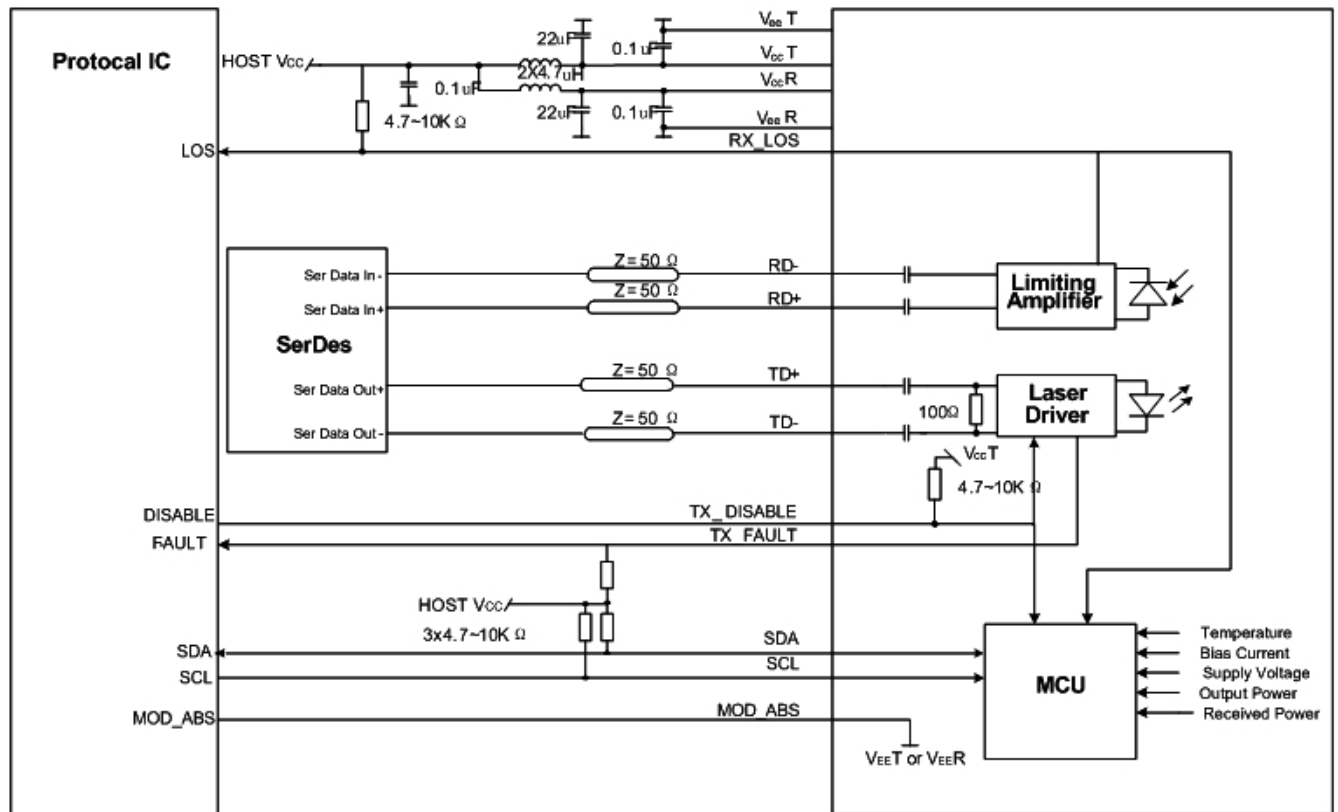 Protocal IC
HOST Vcc
22uF
0.1uF
VeeT
VccT
2X4.7uH
0.1uF
VccR
22uF
0.1uF
VeeR
4.7~10K Ω
LOS
RX_LOS
Z=50 Ω
RD-
Ser Data In -
Z=50 Ω
RD+
Ser Data In+
Limiting
Amplifier
SerDes
Z=50 Ω
TD+
Ser Data Out+
100Ω
Laser
Driver
Z=50 Ω
TD-
Ser Data Out -
VccT
4.7~10K Ω
DISABLE
TX_DISABLE
FAULT
TX FAULT
HOST Vcc
3x4.7~10K Ω
SDA
SDA
SCL
SCL
MCU
Temperature
Bias Current
Supply Voltage
Output Power
Received Power
MOD_ABS
MOD_ABS
VEET or VEER